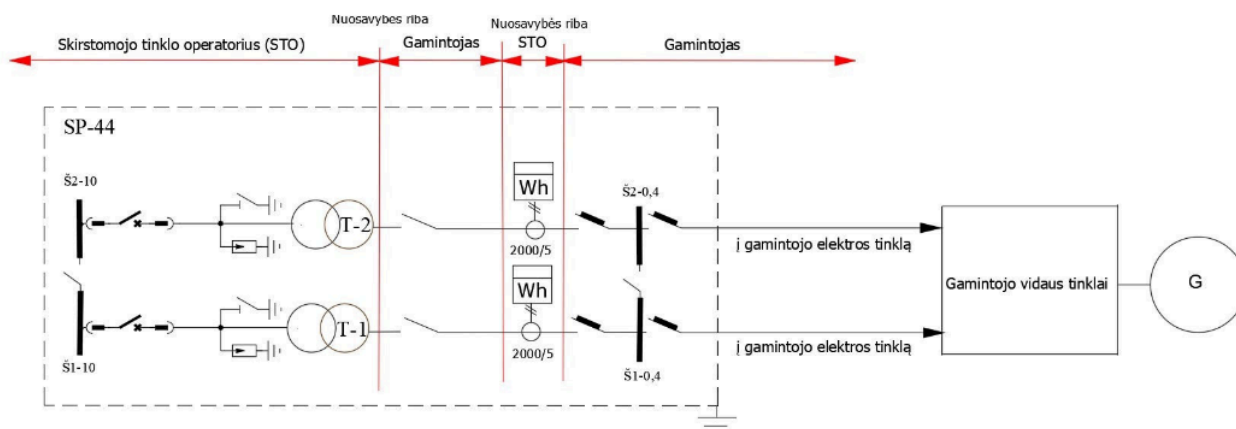 Nuosavybės riba
Nuosavybės riba
Skirstomojo tinklo operatorius (STO)
Gamintojas
STO
Gamintojas
SP-44
Š2-10
Wh
Š2-0,4
T-2
2000/5
į gamintojo elektros tinklą
Gamintojo vidaus tinklai
G
Wh
T-1
2000/5
į gamintojo elektros tinklą
Š1-10
Š1-0,4